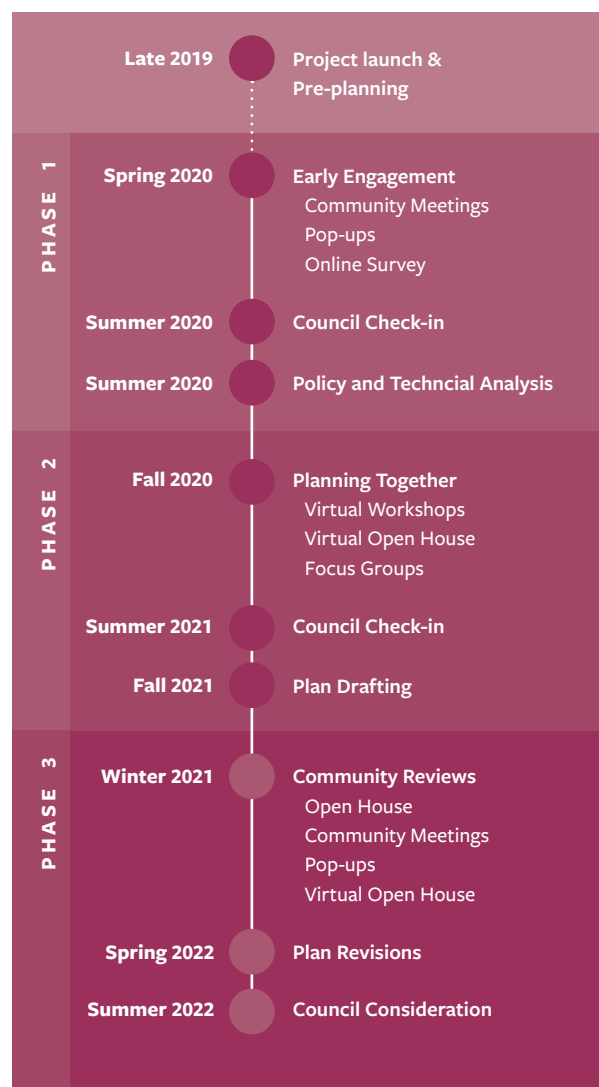 Late 2019 Project launch &
Pre-planning
PHASE 1
Spring 2020 Early Engagement
Community Meetings
Pop-ups
Online Survey
Summer 2020 Council Check-in
Summer 2020 Policy and Techncial Analysis
PHASE 2
Fall 2020 Planning Together
Virtual Workshops
Virtual Open House
Focus Groups
Summer 2021 Council Check-in
Fall 2021 Plan Drafting
PHASE 3
Winter 2021 Community Reviews
Open House
Community Meetings
Pop-ups
Virtual Open House
Spring 2022 Plan Revisions
Summer 2022 Council Consideration